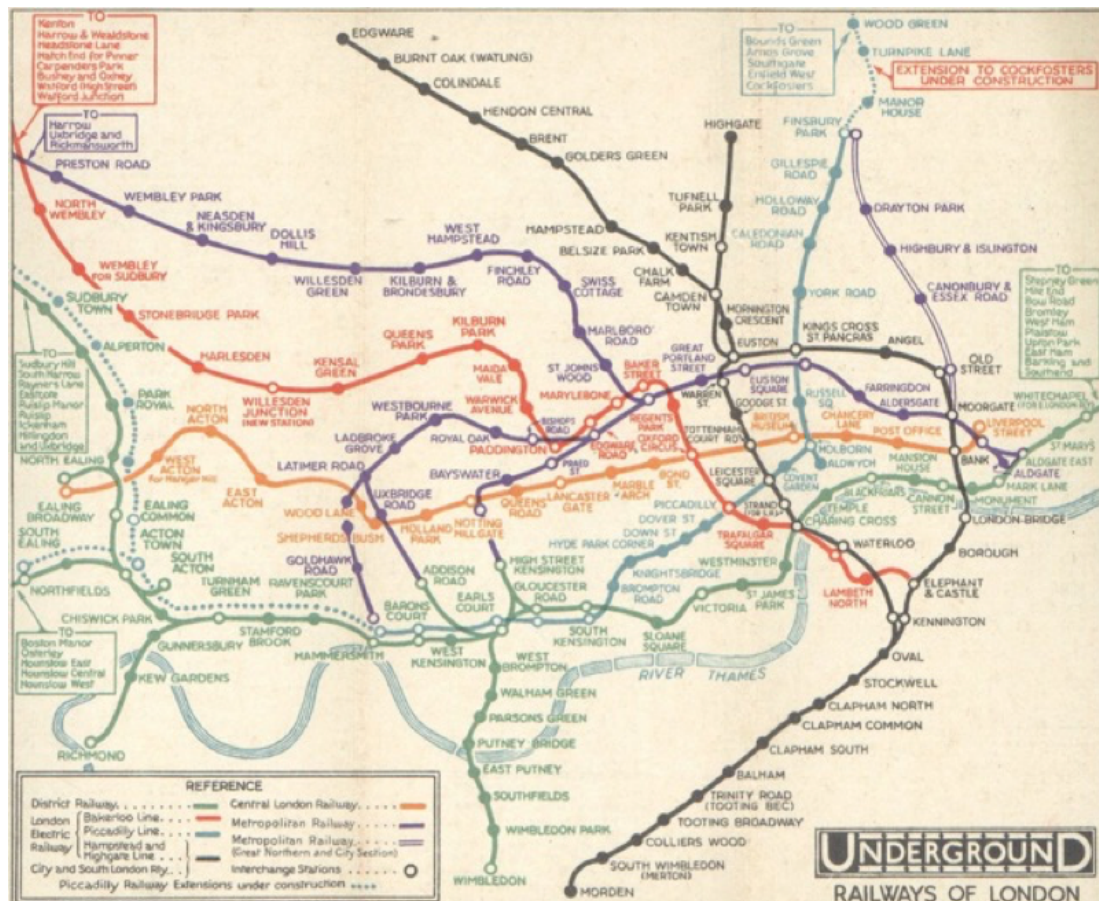 TO
Kenton
Harrow & Wealdstone
Headstone Lane
Hatch End for Pinner
Carpenders Park
Bushey and Oxhey
Watford (High Street)
Watford Junction
TO
Harrow
Uxbridge and
Rickmansworth
PRESTON ROAD
NORTH
WEMBLEY
WEMBLEY PARK
NEASDEN
& KINGSBURY
DOLLIS
HILL
WILLESDEN
GREEN
KILBURN &
BRONDESBURY
WEST
HAMPSTEAD
FINCHLEY
ROAD
SWISS
COTTAGE
MARLBORO'
ROAD
ST JOHNS
WOOD
EDGWARE
BURNT OAK (WATLING)
COLINDALE
HENDON CENTRAL
BRENT
GOLDERS GREEN
HAMPSTEAD
BELSIZE PARK
CHALK
FARM
CAMDEN
TOWN
HIGHGATE
TUFNELL
PARK
KENTISH
TOWN
MORNINGTON
CRESCENT
EUSTON
TO
Bounds Green
Arnos Grove
Southgate
Enfield West
Cockfosters
WOOD GREEN
TURNPIKE LANE
EXTENSION TO COCKFOSTERS
UNDER CONSTRUCTION
MANOR
HOUSE
FINSBURY
PARK
GILLESPIE
ROAD
HOLLOWAY
ROAD
CALEDONIAN
ROAD
YORK ROAD
KINGS CROSS
ST. PANCRAS
DRAYTON PARK
HIGHBURY & ISLINGTON
CANONBURY &
ESSEX ROAD
ANGEL
OLD
STREET
TO
Stepney Green
Mile End
Bow Road
Bromley
West Ham
Plaistow
Upton Park
East Ham
Barking and
Southend
WHITECHAPEL
ST MARYS
ALDGATE EAST
ALDGATE
MARK LANE
WEMBLEY
FOR SUDBURY
SUDBURY
TOWN
STONEBRIDGE PARK
ALPERTON
HARLESDEN
PARK
ROYAL
WILLESDEN
JUNCTION
(NEW STATION)
KENSAL
GREEN
QUEENS
PARK
KILBURN
PARK
MAIDA
VALE
WARWICK
AVENUE
PADDINGTON
MARYLEBONE
BAKER
STREET
GREAT
PORTLAND
STREET
REGENTS
PARK
OXFORD
CIRCUS
EDGWARE
ROAD
BISHOPS
ROAD
PRAED
ST.
WARREN
ST.
GOODGE ST.
TOTTENHAM
COURT RD
EUSTON
SQUARE
RUSSELL
SQ.
FARRINGDON
ALDERSGATE
MOORGATE
LIVERPOOL
STREET
BRITISH
MUSEUM
CHANCERY
LANE
POST OFFICE
BANK
HOLBORN
ALDWYCH
COVENT
GARDEN
LEICESTER
SQUARE
TO
Sudbury Hill
South Harrow
Rayners Lane
Eastcote
Ruislip Manor
Ruislip
Ickenham
Hillingdon
and Uxbridge
NORTH EALING
EALING
BROADWAY
WEST
ACTON
for Hanger Hill
NORTH
ACTON
EAST
ACTON
WOOD LANE
SHEPHERDS BUSH
HOLLAND
PARK
NOTTING
HILL GATE
QUEENS
ROAD
LANCASTER
GATE
MARBLE
ARCH
BOND
ST.
WESTBOURNE
PARK
ROYAL OAK
BAYSWATER
LADBROKE
GROVE
LATIMER ROAD
UXBRIDGE
ROAD
GOLDHAWK
ROAD
ADDISON
ROAD
HIGH STREET
KENSINGTON
EALING
COMMON
ACTON
TOWN
SOUTH
EALING
NORTHFIELDS
SOUTH
ACTON
CHISWICK PARK
TURNHAM
GREEN
GUNNERSBURY
KEW GARDENS
RICHMOND
STAMFORD
BROOK
RAVENSCOURT
PARK
HAMMERSMITH
BARONS
COURT
WEST
KENSINGTON
EARLS
COURT
GLOUCESTER
ROAD
SOUTH
KENSINGTON
BROMPTON
ROAD
KNIGHTSBRIDGE
HYDE PARK CORNER
DOWN ST.
DOVER ST
PICCADILLY
STRAND
TRAFALGAR
SQUARE
CHARING CROSS
TEMPLE
BLACKFRIARS
MANSION
HOUSE
CANNON
STREET
MONUMENT
LONDON BRIDGE
BOROUGH
ELEPHANT
& CASTLE
WATERLOO
LAMBETH
NORTH
KENNINGTON
WESTMINSTER
ST JAMES
PARK
VICTORIA
SLOANE
SQUARE
RIVER THAMES
TO
Boston Manor
Osterley
Hounslow East
Hounslow Central
Hounslow West
WEST
BROMPTON
WALHAM GREEN
PARSONS GREEN
PUTNEY BRIDGE
EAST PUTNEY
SOUTHFIELDS
WIMBLEDON PARK
WIMBLEDON
OVAL
STOCKWELL
CLAPHAM NORTH
CLAPHAM COMMON
CLAPHAM SOUTH
BALHAM
TRINITY ROAD
(TOOTING BEC)
TOOTING BROADWAY
COLLIERS WOOD
SOUTH WIMBLEDON
(MERTON)
MORDEN
REFERENCE
District Railway
London Electric Railway
Bakerloo Line
Piccadilly Line
Hampstead and
Highgate Line
City and South London Rly.
Central London Railway
Metropolitan Railway
Metropolitan Railway
(Great Northern and City Section)
Interchange Stations
Piccadilly Railway Extensions under construction
UNDERGROUND
RAILWAYS OF LONDON